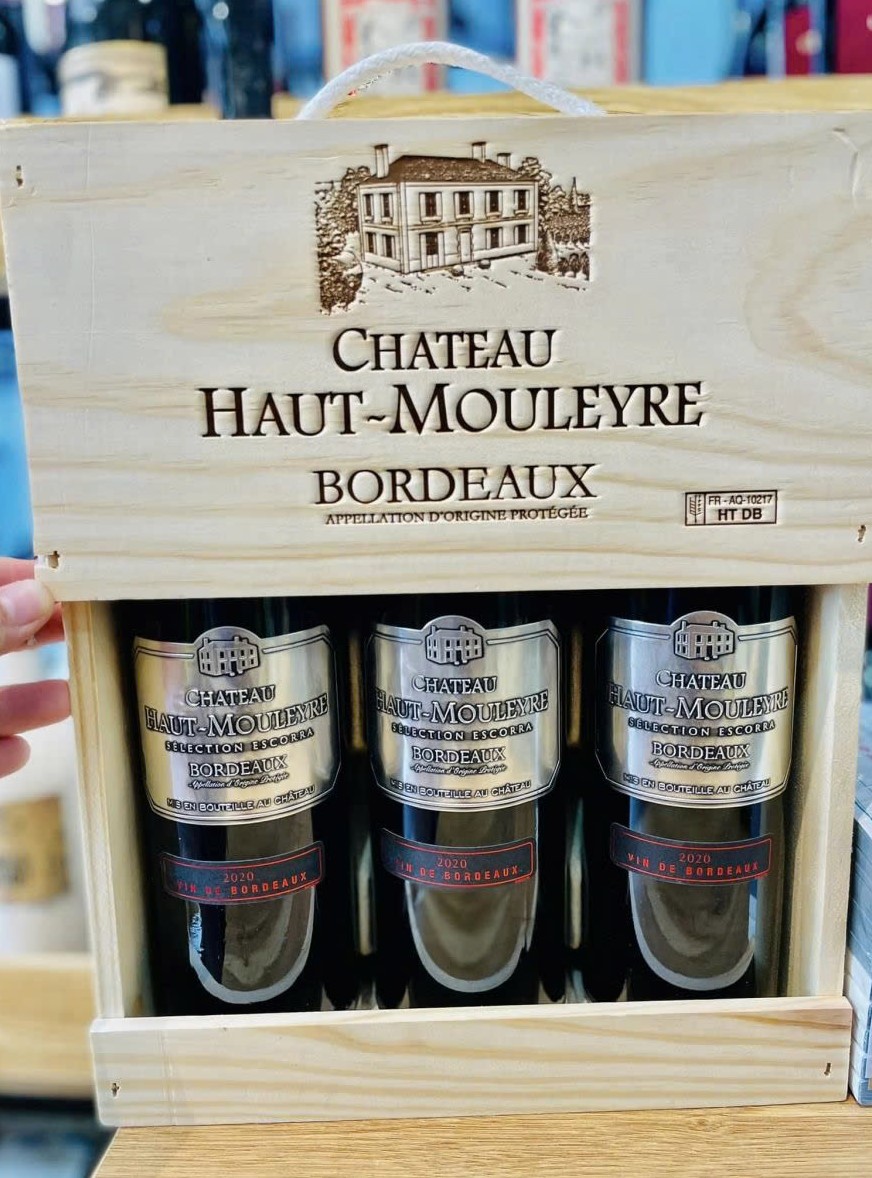 CHATEAU
HAUT-MOULEYRE
BORDEAUX
APPELLATION D'ORIGINE PROTÉGÉE
FR - AQ-10217
HT DB
CHATEAU
HAUT-MOULEYRE
SÉLECTION ESCORRA
BORDEAUX
Appellation d'Origine Protégée
MIS EN BOUTEILLE AU CHÂTEAU
2020
VIN DE BORDEAUX
CHATEAU
HAUT-MOULEYRE
SÉLECTION ESCORRA
BORDEAUX
Appellation d'Origine Protégée
MIS EN BOUTEILLE AU CHÂTEAU
2020
VIN DE BORDEAUX
CHATEAU
HAUT-MOULEYRE
SÉLECTION ESCORRA
BORDEAUX
Appellation d'Origine Protégée
MIS EN BOUTEILLE AU CHÂTEAU
2020
VIN DE BORDEAUX